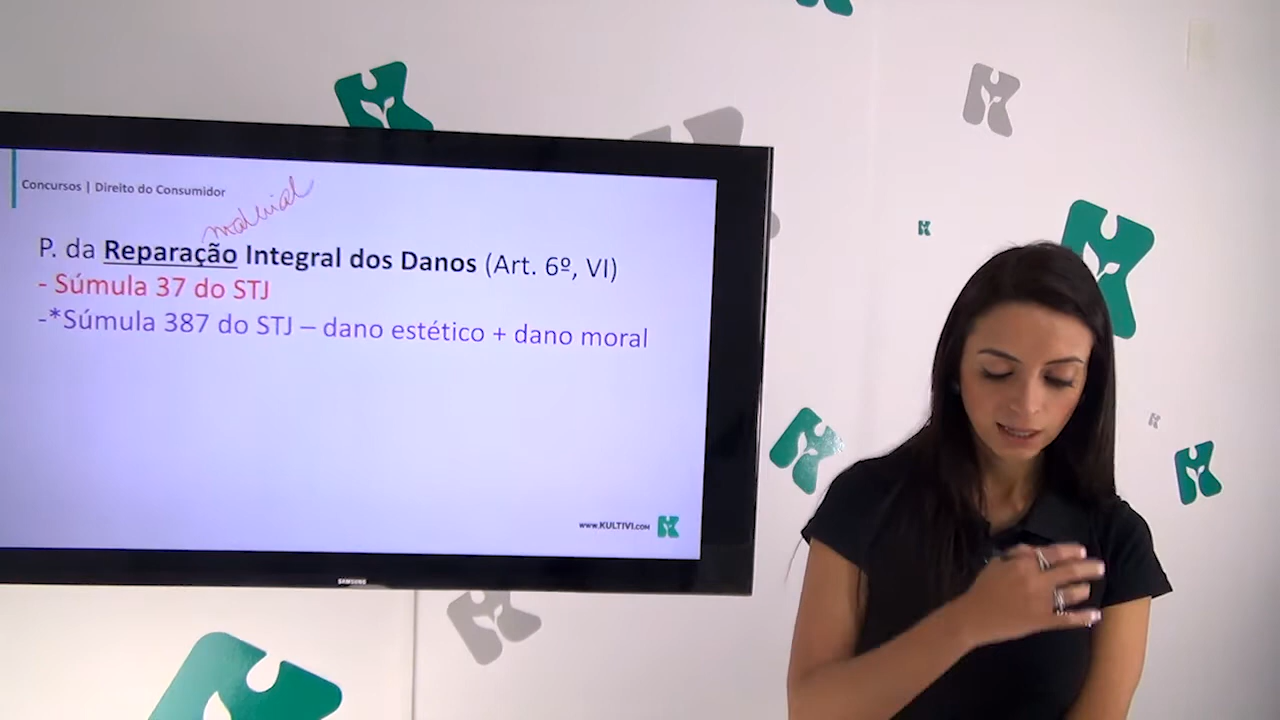 Concursos | Direito do Consumidor
material
P. da Reparação Integral dos Danos (Art. 6º, VI)
- Súmula 37 do STJ
-*Súmula 387 do STJ – dano estético + dano moral
www.KULTIVI.com
SAMSUNG